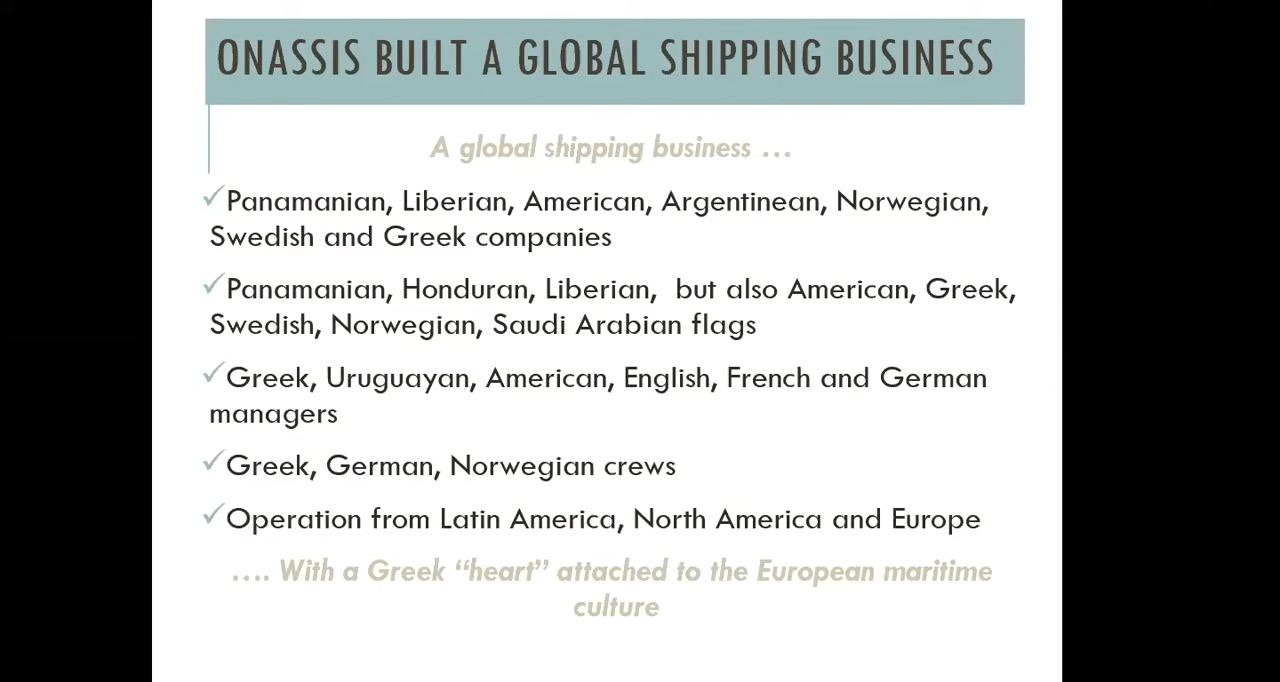 ONASSIS BUILT A GLOBAL SHIPPING BUSINESS
A global shipping business …
✓Panamanian, Liberian, American, Argentinean, Norwegian,
Swedish and Greek companies
✓Panamanian, Honduran, Liberian,  but also American, Greek,
Swedish, Norwegian, Saudi Arabian flags
✓Greek, Uruguayan, American, English, French and German
managers
✓Greek, German, Norwegian crews
✓Operation from Latin America, North America and Europe
…. With a Greek “heart” attached to the European maritime
culture